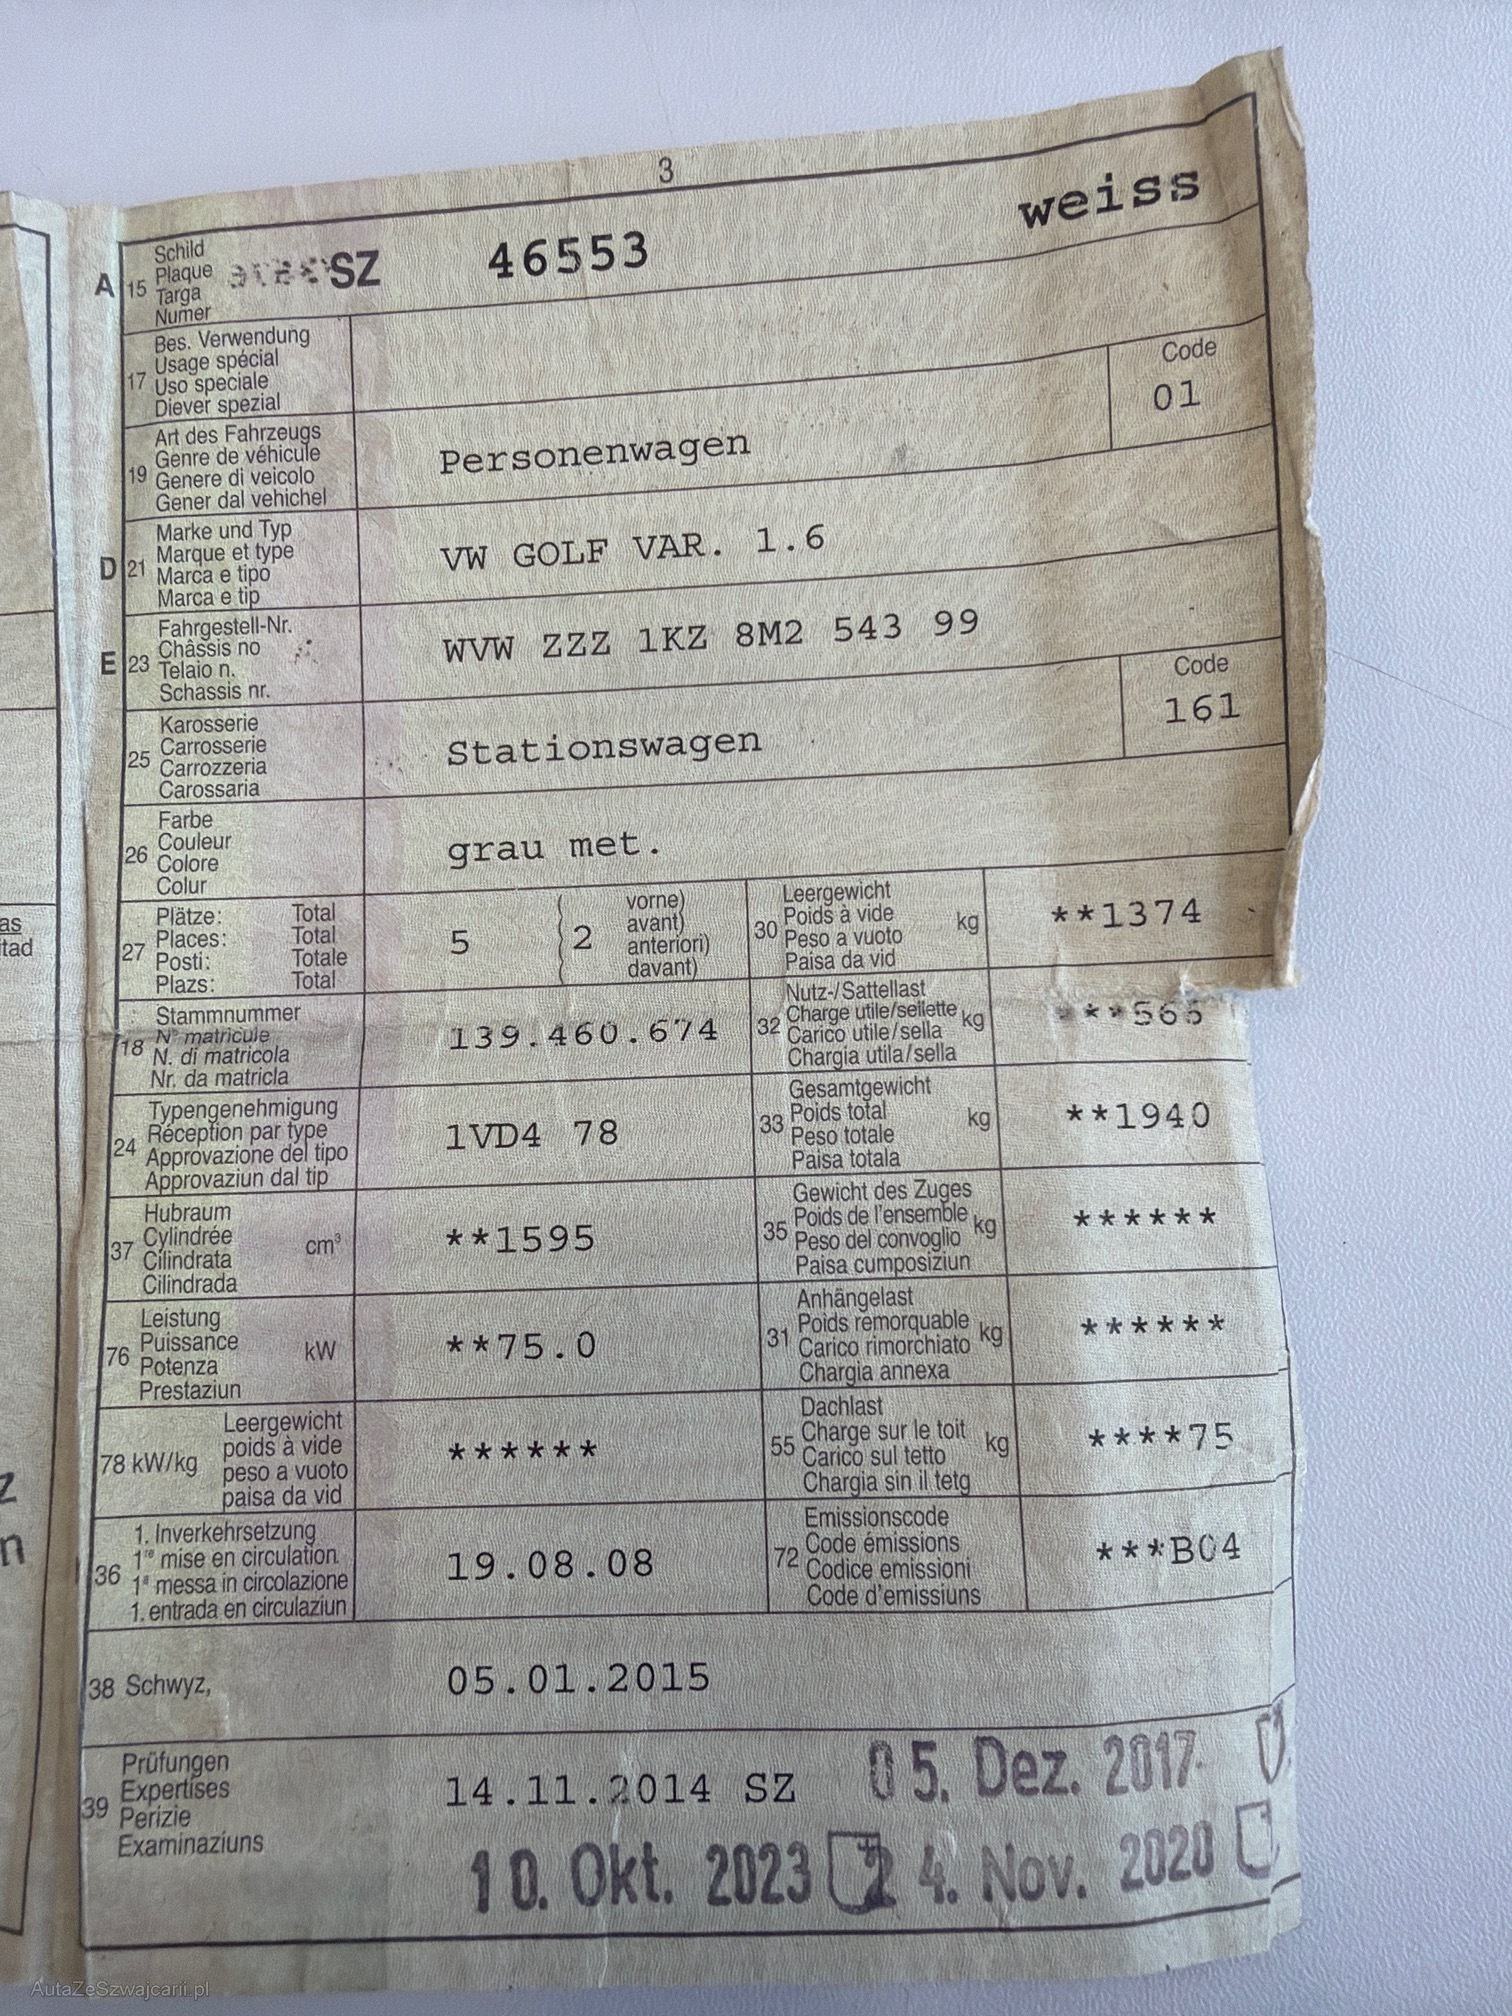 3
A 15 Schild
Plaque
Targa
Numer
SZ 46553 weiss
17 Bes. Verwendung
Usage spécial
Uso speciale
Diever spezial
19 Art des Fahrzeugs
Genre de véhicule
Genere di veicolo
Gener dal vehichel
Personenwagen
Code
01
D 21 Marke und Typ
Marque et type
Marca e tipo
Marca e tip
VW GOLF VAR. 1.6
E 23 Fahrgestell-Nr.
Châssis no
Telaio n.
Schassis nr.
WVW ZZZ 1KZ 8M2 543 99
25 Karosserie
Carrosserie
Carrozzeria
Carossaria
Stationswagen
Code
161
26 Farbe
Couleur
Colore
Colur
grau met.
27 Plätze: Total
Places: Total
Posti: Totale
Plazs: Total
5 2 vorne)
avant)
anteriori)
davant)
30 Leergewicht
Poids à vide kg
Peso a vuoto
Paisa da vid
**1374
18 Stammnummer
N° matricule
N. di matricola
Nr. da matricla
139.460.674
32 Nutz-/Sattellast
Charge utile/sellette kg
Carico utile/sella
Chargia utila/sella
24 Typengenehmigung
Réception par type
Approvazione del tipo
Approvaziun dal tip
1VD4 78
33 Gesamtgewicht
Poids total kg
Peso totale
Paisa totala
**1940
37 Hubraum
Cylindrée cm³
Cilindrata
Cilindrada
**1595
35 Gewicht des Zuges
Poids de l'ensemble kg
Peso del convoglio
Paisa cumposiziun
******
76 Leistung
Puissance kW
Potenza
Prestaziun
**75.0
31 Anhängelast
Poids remorquable kg
Carico rimorchiato
Chargia annexa
******
78 kW/kg Leergewicht
poids à vide
peso a vuoto
paisa da vid
******
55 Dachlast
Charge sur le toit kg
Carico sul tetto
Chargia sin il tetg
****75
36 1. Inverkehrsetzung
1re mise en circulation
1a messa in circolazione
1. entrada en circulaziun
19.08.08
72 Emissionscode
Code émissions
Codice emissioni
Code d'emissiuns
***B04
38 Schwyz, 05.01.2015
39 Prüfungen
Expertises
Perizie
Examinaziuns
14.11.2014 SZ 05. Dez. 2017
10. Okt. 2023 24. Nov. 2020
as
tad
z
n
AutaZeSzwajcarii.pl